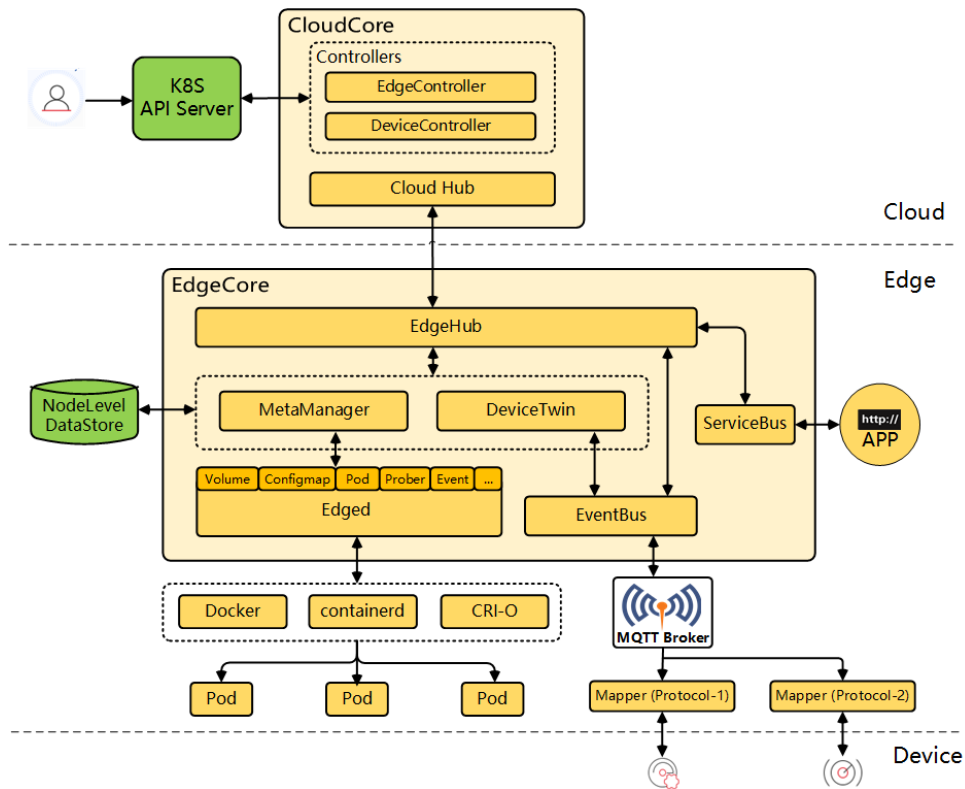 CloudCore
Controllers
K8S
API Server
EdgeController
DeviceController
Cloud Hub
Cloud
Edge
EdgeCore
EdgeHub
NodeLevel
DataStore
MetaManager
DeviceTwin
ServiceBus
http://
APP
Volume
Configmap
Pod
Prober
Event
...
Edged
EventBus
Docker
containerd
CRI-O
MQTT Broker
Pod
Pod
Pod
Mapper (Protocol-1)
Mapper (Protocol-2)
Device